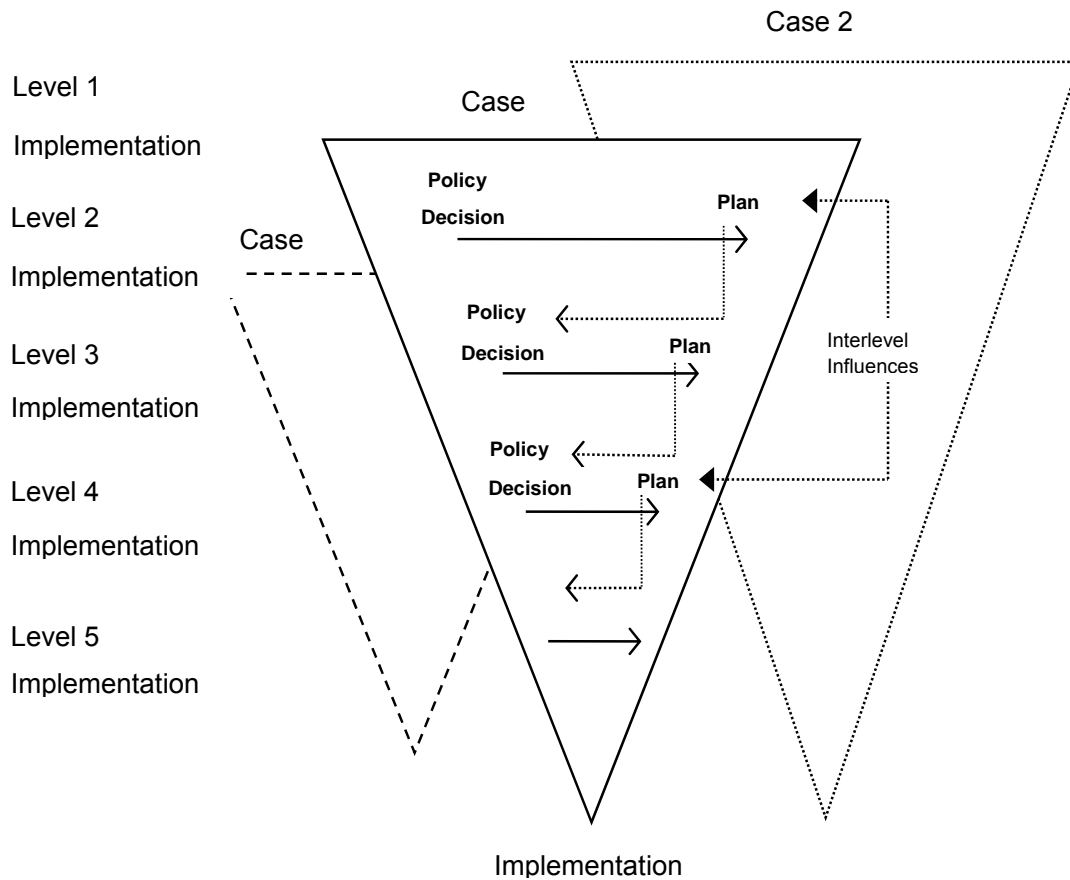 Case 2
Level 1
Case
Implementation
Policy
Plan
Level 2
Decision
Case
Implementation
Policy
Interlevel
Influences
Level 3
Decision
Plan
Implementation
Policy
Level 4
Decision
Plan
Implementation
Level 5
Implementation
Implementation